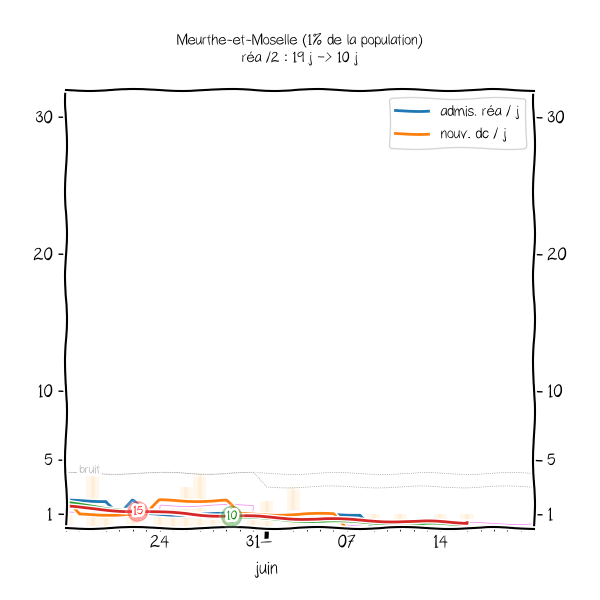 Meurthe-et-Moselle (1% de la population)
réa /2 : 19 j -> 10 j
admis. réa / j
nouv. dc / j
30
30
20
20
10
10
5
5
bruit
15
10
1
1
24
31
07
14
juin